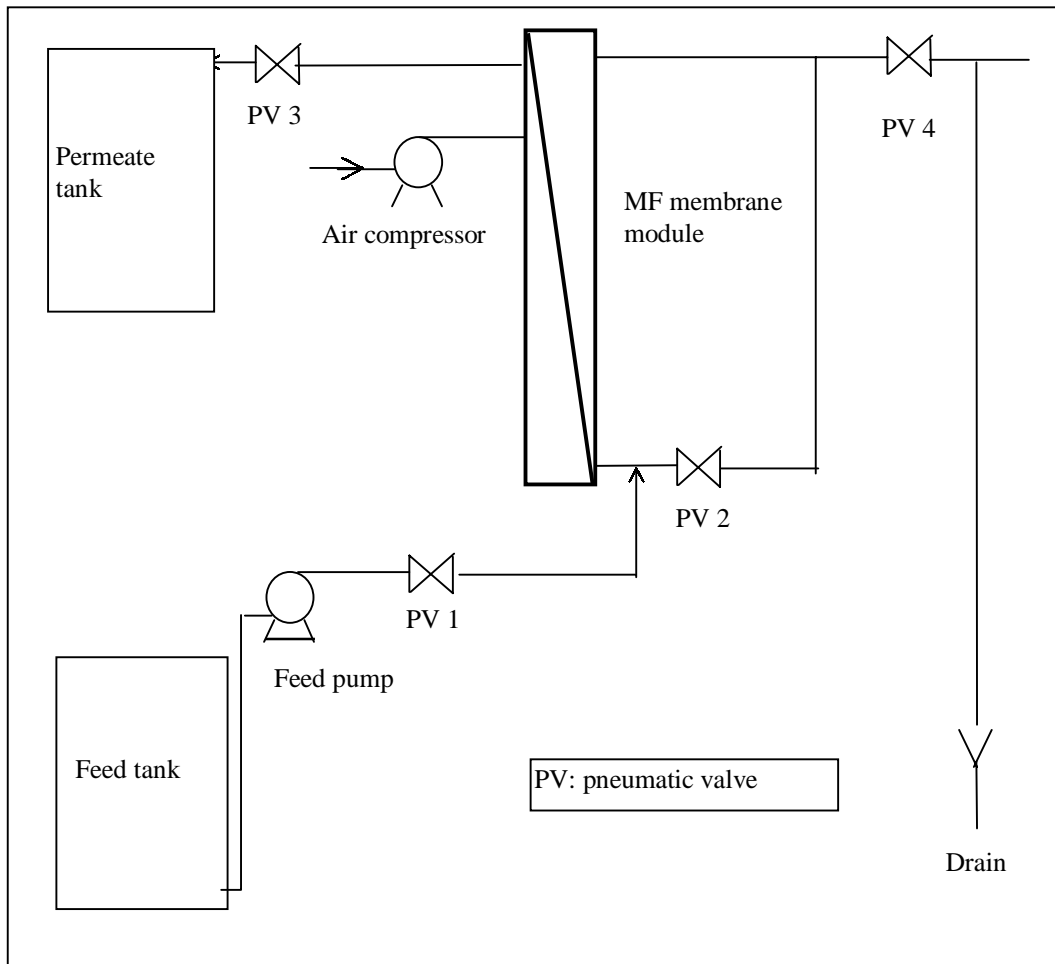 PV 3
PV 4
Permeate
tank
Air compressor
MF membrane
module
PV 2
PV 1
Feed pump
Feed tank
PV: pneumatic valve
Drain